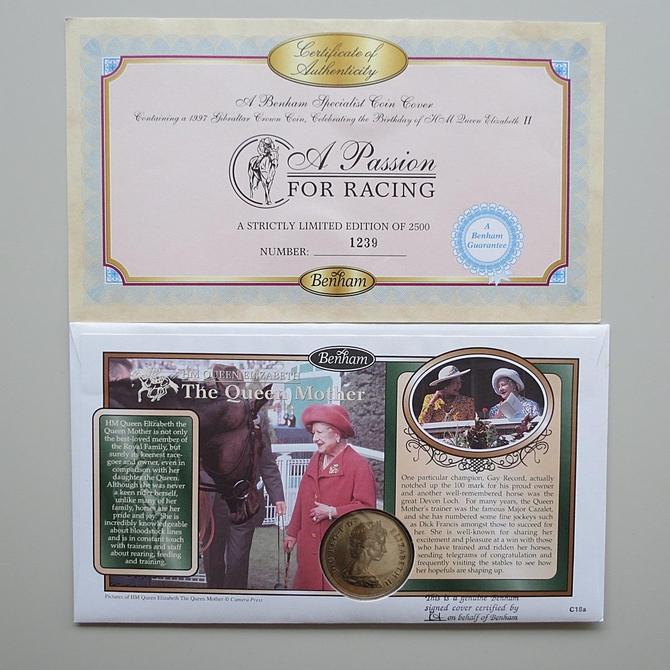 Certificate of
Authenticity
A Benham Specialist Coin Cover
Containing a 1997 Gibraltar Crown Coin, Celebrating the Birthday of HM Queen Elizabeth II
A Passion
FOR RACING
A STRICTLY LIMITED EDITION OF 2500
NUMBER: 1239
A
Benham
Guarantee
Benham
Benham
HM QUEEN ELIZABETH
The Queen Mother
HM Queen Elizabeth the
Queen Mother is not only
the best-loved member of
the Royal Family, but
surely its keenest race-
goer and owner, even in
comparison with her
daughter the Queen.
Although she was never
a keen rider herself,
unlike many of her
family, horses are her
pride and joy. She is
incredibly knowledgeable
about bloodstock lines
and is in constant touch
with trainers and staff
about rearing, feeding
and training.
One particular champion, Gay Record, actually
notched up the 100 mark for his proud owner
and another well-remembered horse was the
great Devon Loch. For many years, the Queen
Mother's trainer was the famous Major Cazalet,
and she has numbered some fine jockeys such
as Dick Francis amongst those to succeed for
her. She is well-known for sharing her
excitement and pleasure at a win with those
who have trained and ridden her horses,
sending telegrams of congratulation and
frequently visiting the stables to see how
her hopefuls are shaping up.
ELIZABETH II
Pictures of HM Queen Elizabeth The Queen Mother © Camera Press
This is a genuine Benham
signed cover certified by
on behalf of Benham
C18a